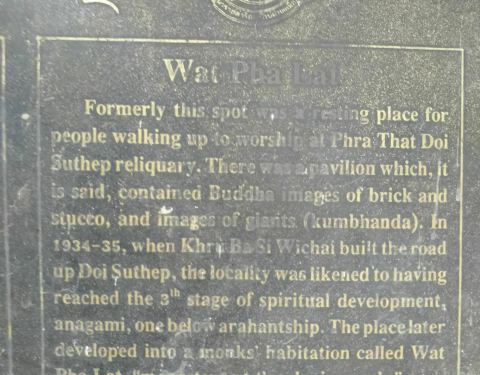 Wat Pha Lat
Formerly this spot was a resting place for
people walking up to worship at Phra That Doi
Suthep reliquary. There was a pavilion which, it
is said, contained Buddha images of brick and
stucco, and images of giants (kumbhanda). In
1934-35, when Khru Ba Si Wichai built the road
up Doi Suthep, the locality was likened to having
reached the 3th stage of spiritual development,
anagami, one below arahantship. The place later
developed into a monks' habitation called Wat
Pha Lat,